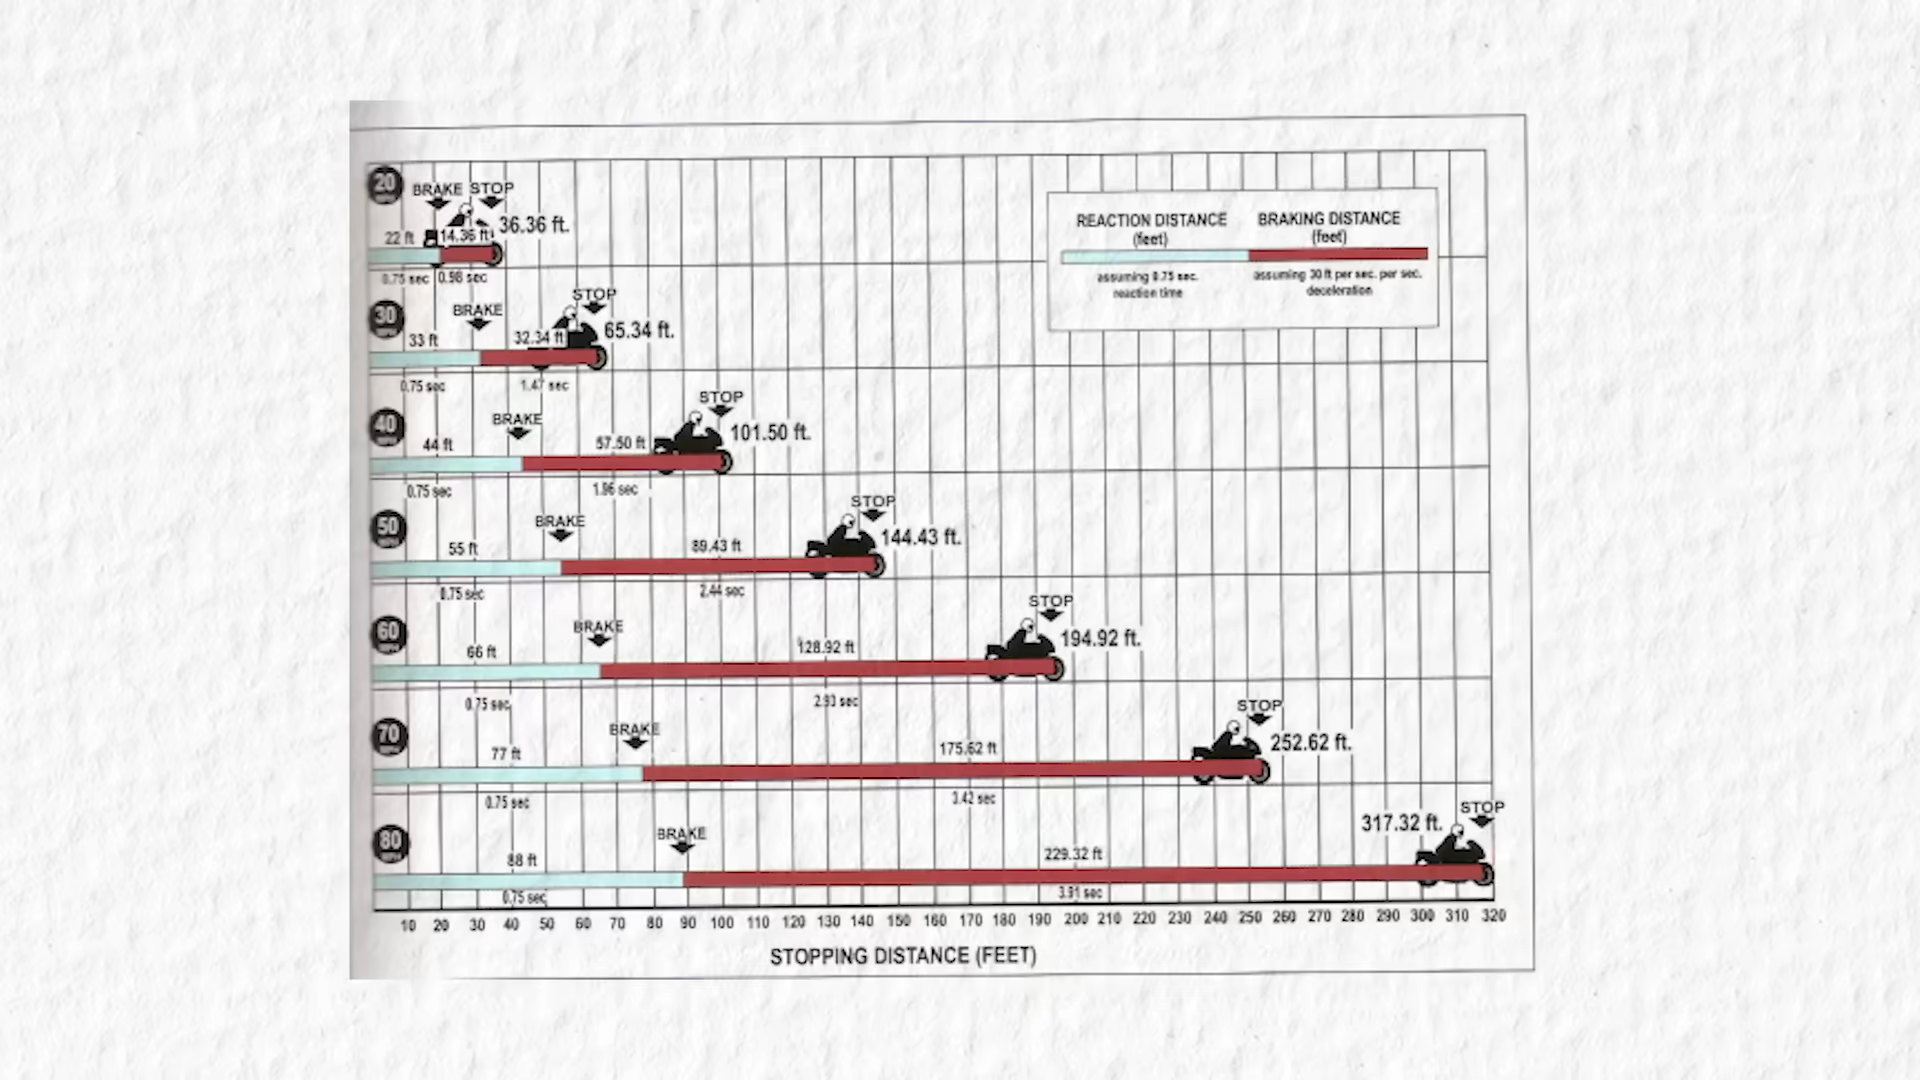 20
BRAKE STOP
36.36 ft.
22 ft 14.36 ft
0.75 sec 0.98 sec
REACTION DISTANCE
(feet)
assuming 0.75 sec.
reaction time
BRAKING DISTANCE
(feet)
assuming 30 ft per sec. per sec.
deceleration
30
BRAKE STOP
33 ft 32.34 ft 65.34 ft.
0.75 sec 1.47 sec
40
BRAKE STOP
44 ft 57.50 ft 101.50 ft.
0.75 sec 1.96 sec
50
BRAKE STOP
55 ft 89.43 ft 144.43 ft.
0.75 sec 2.44 sec
60
BRAKE STOP
66 ft 128.92 ft 194.92 ft.
0.75 sec 2.93 sec
70
BRAKE STOP
77 ft 175.62 ft 252.62 ft.
0.75 sec 3.42 sec
80
BRAKE 317.32 ft. STOP
88 ft 229.32 ft
0.75 sec 3.91 sec
10 20 30 40 50 60 70 80 90 100 110 120 130 140 150 160 170 180 190 200 210 220 230 240 250 260 270 280 290 300 310 320
STOPPING DISTANCE (FEET)